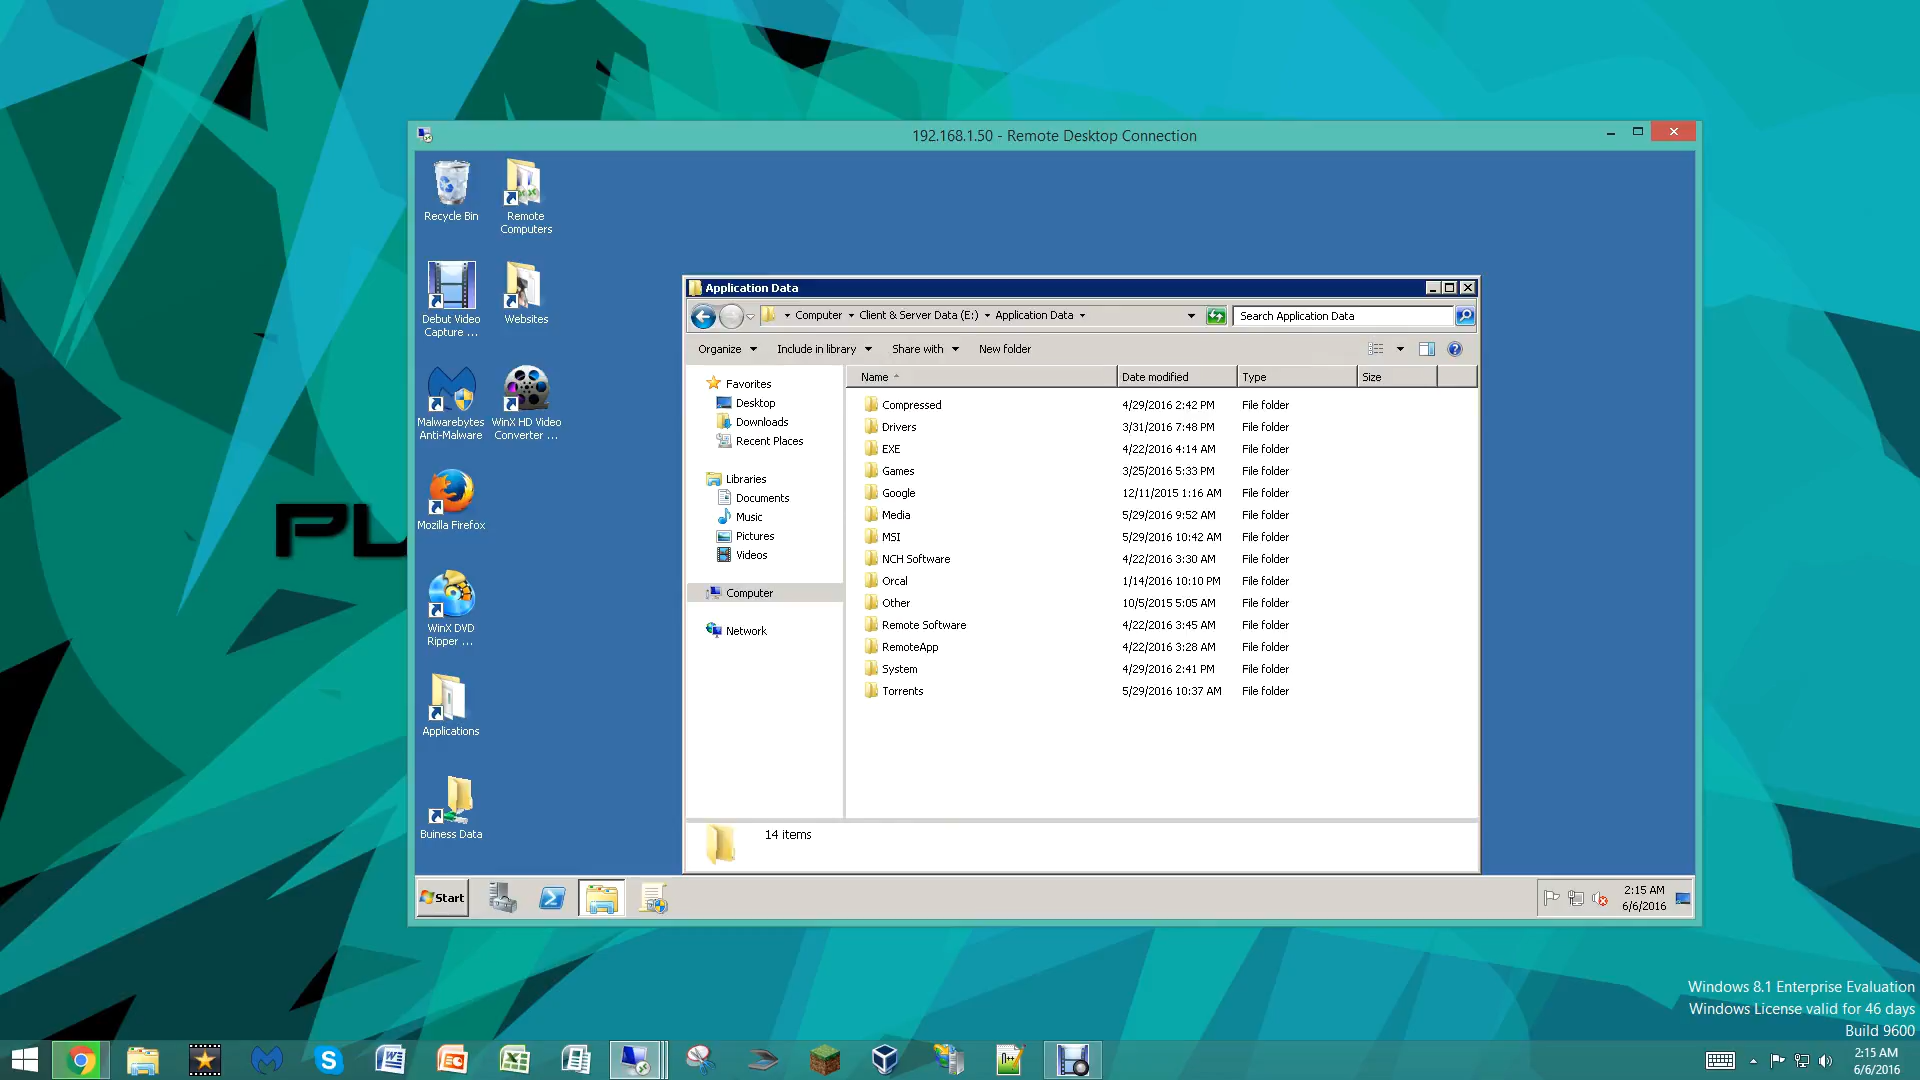 192.168.1.50 - Remote Desktop Connection
Recycle Bin
Remote
Computers
Debut Video
Capture ...
Websites
Malwarebytes
Anti-Malware
WinX HD Video
Converter ...
Mozilla Firefox
WinX DVD
Ripper ...
Applications
Buiness Data
Application Data
Computer
Client & Server Data (E:)
Application Data
Search Application Data
Organize
Include in library
Share with
New folder
Favorites
Desktop
Downloads
Recent Places
Libraries
Documents
Music
Pictures
Videos
Computer
Network
Name Date modified Type Size
Compressed 4/29/2016 2:42 PM File folder
Drivers 3/31/2016 7:48 PM File folder
EXE 4/22/2016 4:14 AM File folder
Games 3/25/2016 5:33 PM File folder
Google 12/11/2015 1:16 AM File folder
Media 5/29/2016 9:52 AM File folder
MSI 5/29/2016 10:42 AM File folder
NCH Software 4/22/2016 3:30 AM File folder
Orcal 1/14/2016 10:10 PM File folder
Other 10/5/2015 5:05 AM File folder
Remote Software 4/22/2016 3:45 AM File folder
RemoteApp 4/22/2016 3:28 AM File folder
System 4/29/2016 2:41 PM File folder
Torrents 5/29/2016 10:37 AM File folder
14 items
Start
2:15 AM
6/6/2016
Windows 8.1 Enterprise Evaluation
Windows License valid for 46 days
Build 9600
2:15 AM
6/6/2016